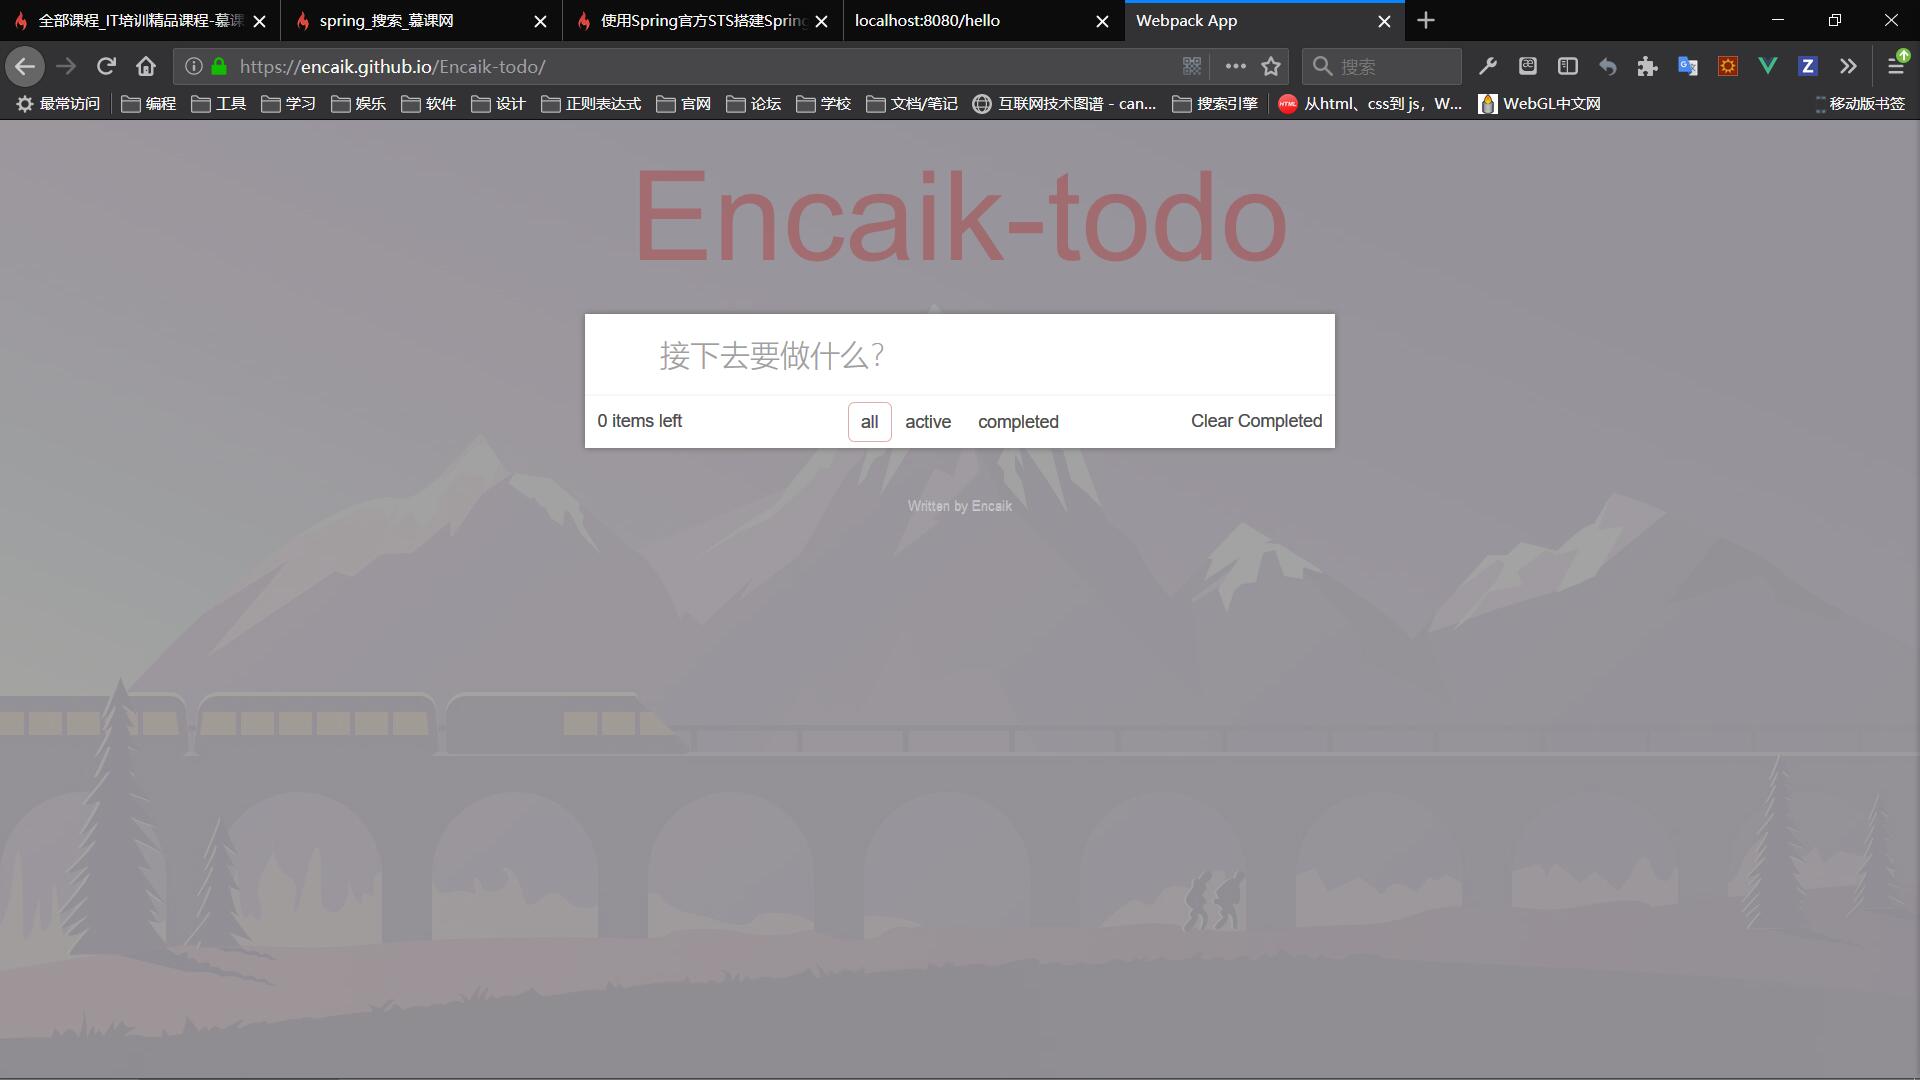 全部课程_IT培训精品课程-慕课
spring_搜索_慕课网
使用Spring官方STS搭建Spring
localhost:8080/hello
Webpack App
https://encaik.github.io/Encaik-todo/
搜索
最常访问
编程
工具
学习
娱乐
软件
设计
正则表达式
官网
论坛
学校
文档/笔记
互联网技术图谱 - can...
搜索引擎
从html、css到 js，W...
WebGL中文网
移动版书签
Encaik-todo
接下去要做什么？
0 items left
all
active
completed
Clear Completed
Written by Encaik